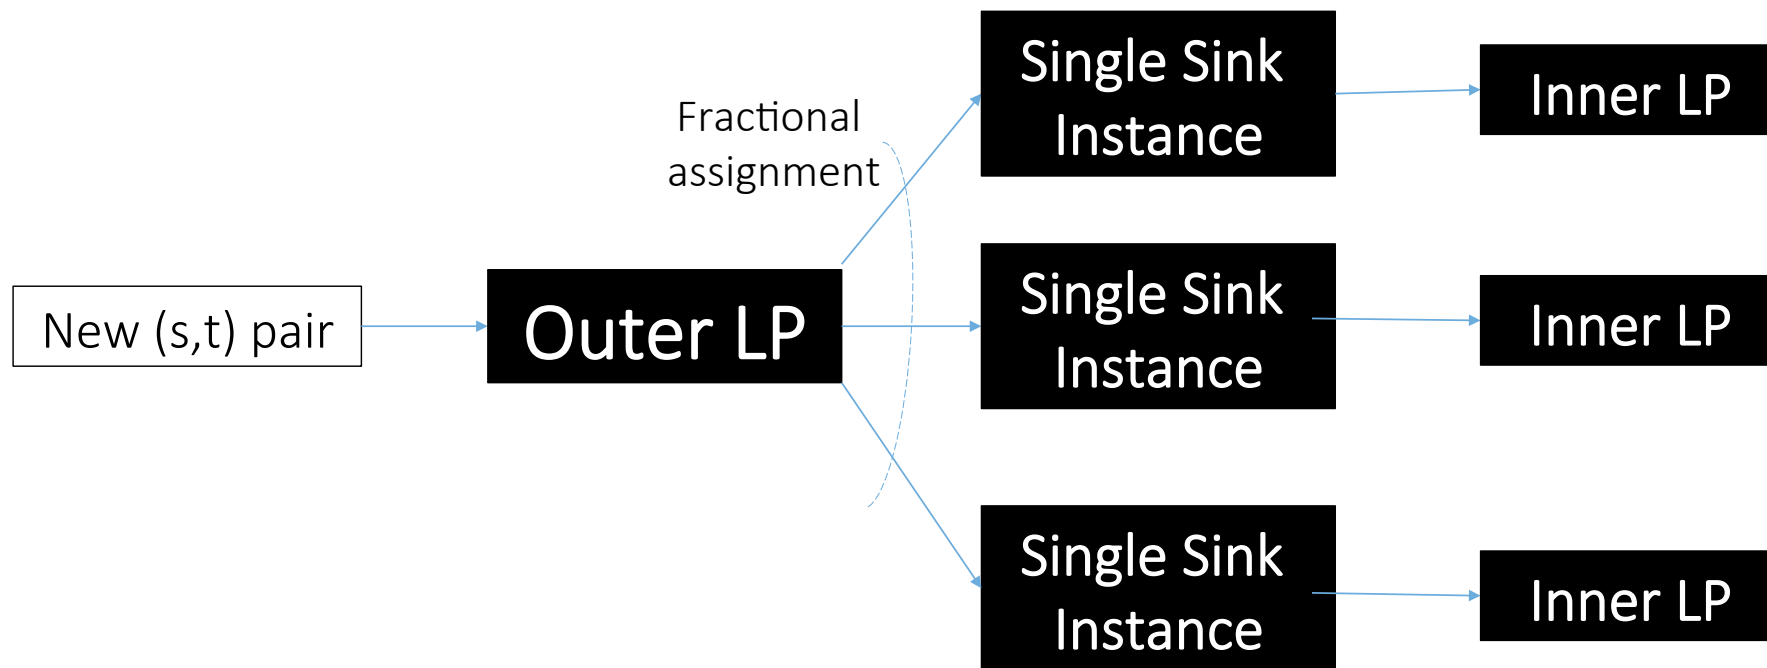 New (s,t) pair
Outer LP
Fractional
assignment
Single Sink
Instance
Inner LP
Single Sink
Instance
Inner LP
Single Sink
Instance
Inner LP